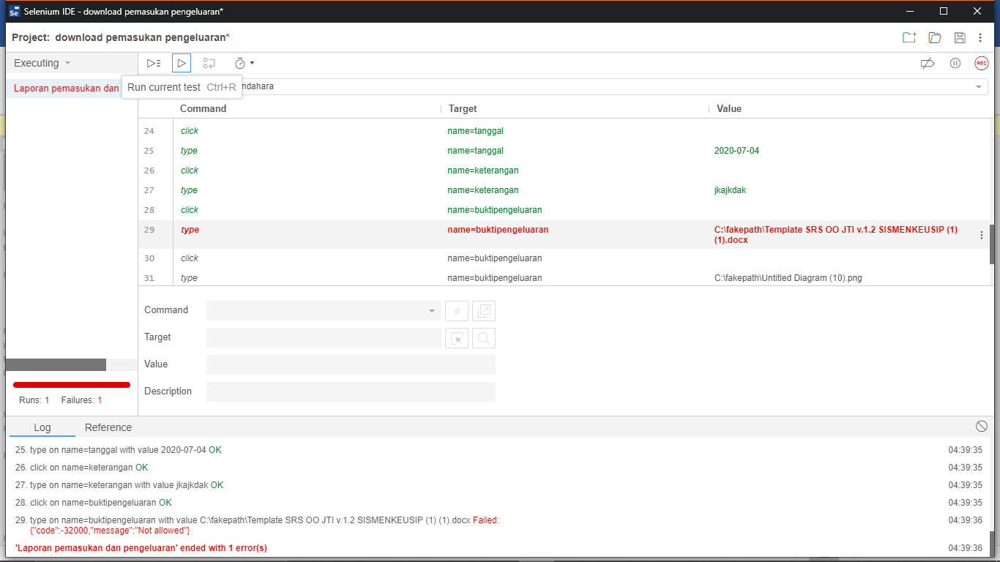 Selenium IDE - download pemasukan pengeluaran*
Project: download pemasukan pengeluaran*
Executing
Laporan pemasukan dan
Run current test Ctrl+R
ndahara
Command Target Value
24 click name=tanggal
25 type name=tanggal 2020-07-04
26 click name=keterangan
27 type name=keterangan jkajkdak
28 click name=buktipengeluaran
29 type name=buktipengeluaran C:\fakepath\Template SRS OO JTI v.1.2 SISMENKEUSIP (1)
(1).docx
30 click name=buktipengeluaran
31 type name=buktipengeluaran C:\fakepath\Untitled Diagram (10).png
Command //
Target
Value
Description
Runs: 1 Failures: 1
REC
Log Reference
25. type on name=tanggal with value 2020-07-04 OK 04:39:35
26. click on name=keterangan OK 04:39:35
27. type on name=keterangan with value jkajkdak OK 04:39:35
28. click on name=buktipengeluaran OK 04:39:35
29. type on name=buktipengeluaran with value C:\fakepath\Template SRS OO JTI v.1.2 SISMENKEUSIP (1) (1).docx Failed: 04:39:36
{"code":-32000,"message":"Not allowed"}
'Laporan pemasukan dan pengeluaran' ended with 1 error(s) 04:39:36